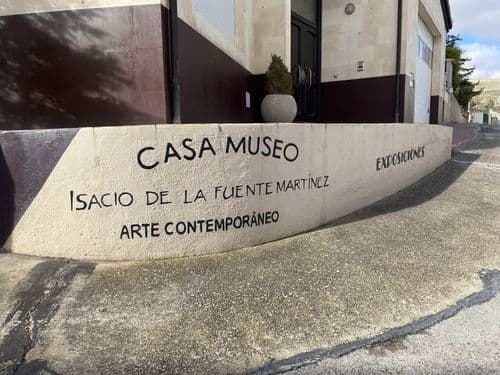 CASA MUSEO
ISACIO DE LA FUENTE MARTÍNEZ
ARTE CONTEMPORÁNEO
EXPOSICIONES